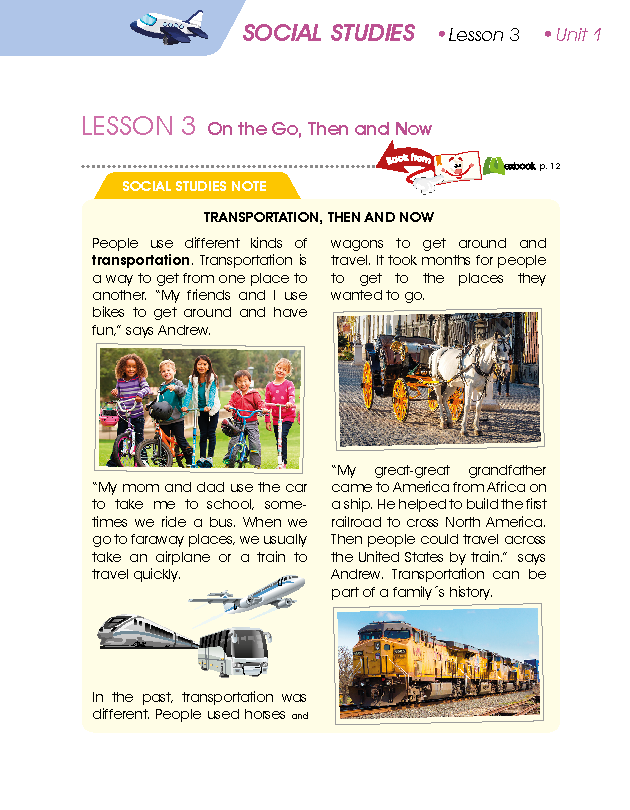 SOCIAL STUDIES • Lesson 3 • Unit 1
LESSON 3 On the Go, Then and Now
Back from
exbook p. 12
SOCIAL STUDIES NOTE
TRANSPORTATION, THEN AND NOW
People use different kinds of
transportation. Transportation is
a way to get from one place to
another. “My friends and I use
bikes to get around and have
fun,” says Andrew.
“My mom and dad use the car
to take me to school, some-
times we ride a bus. When we
go to faraway places, we usually
take an airplane or a train to
travel quickly.
In the past, transportation was
different. People used horses and
wagons to get around and
travel. It took months for people
to get to the places they
wanted to go.
“My great-great grandfather
came to America from Africa on
a ship. He helped to build the first
railroad to cross North America.
Then people could travel across
the United States by train.” says
Andrew. Transportation can be
part of a family´s history.